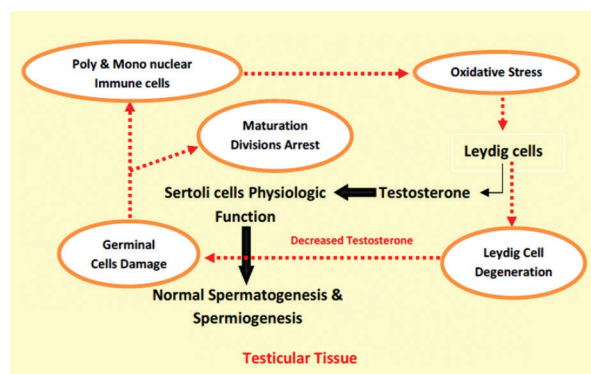 Poly & Mono nuclear
Immune cells
Oxidative Stress
Maturation
Divisions Arrest
Leydig cells
Sertoli cells Physiologic
Function
Testosterone
Germinal
Cells Damage
Decreased Testosterone
Leydig Cell
Degeneration
Normal Spermatogenesis &
Spermiogenesis
Testicular Tissue